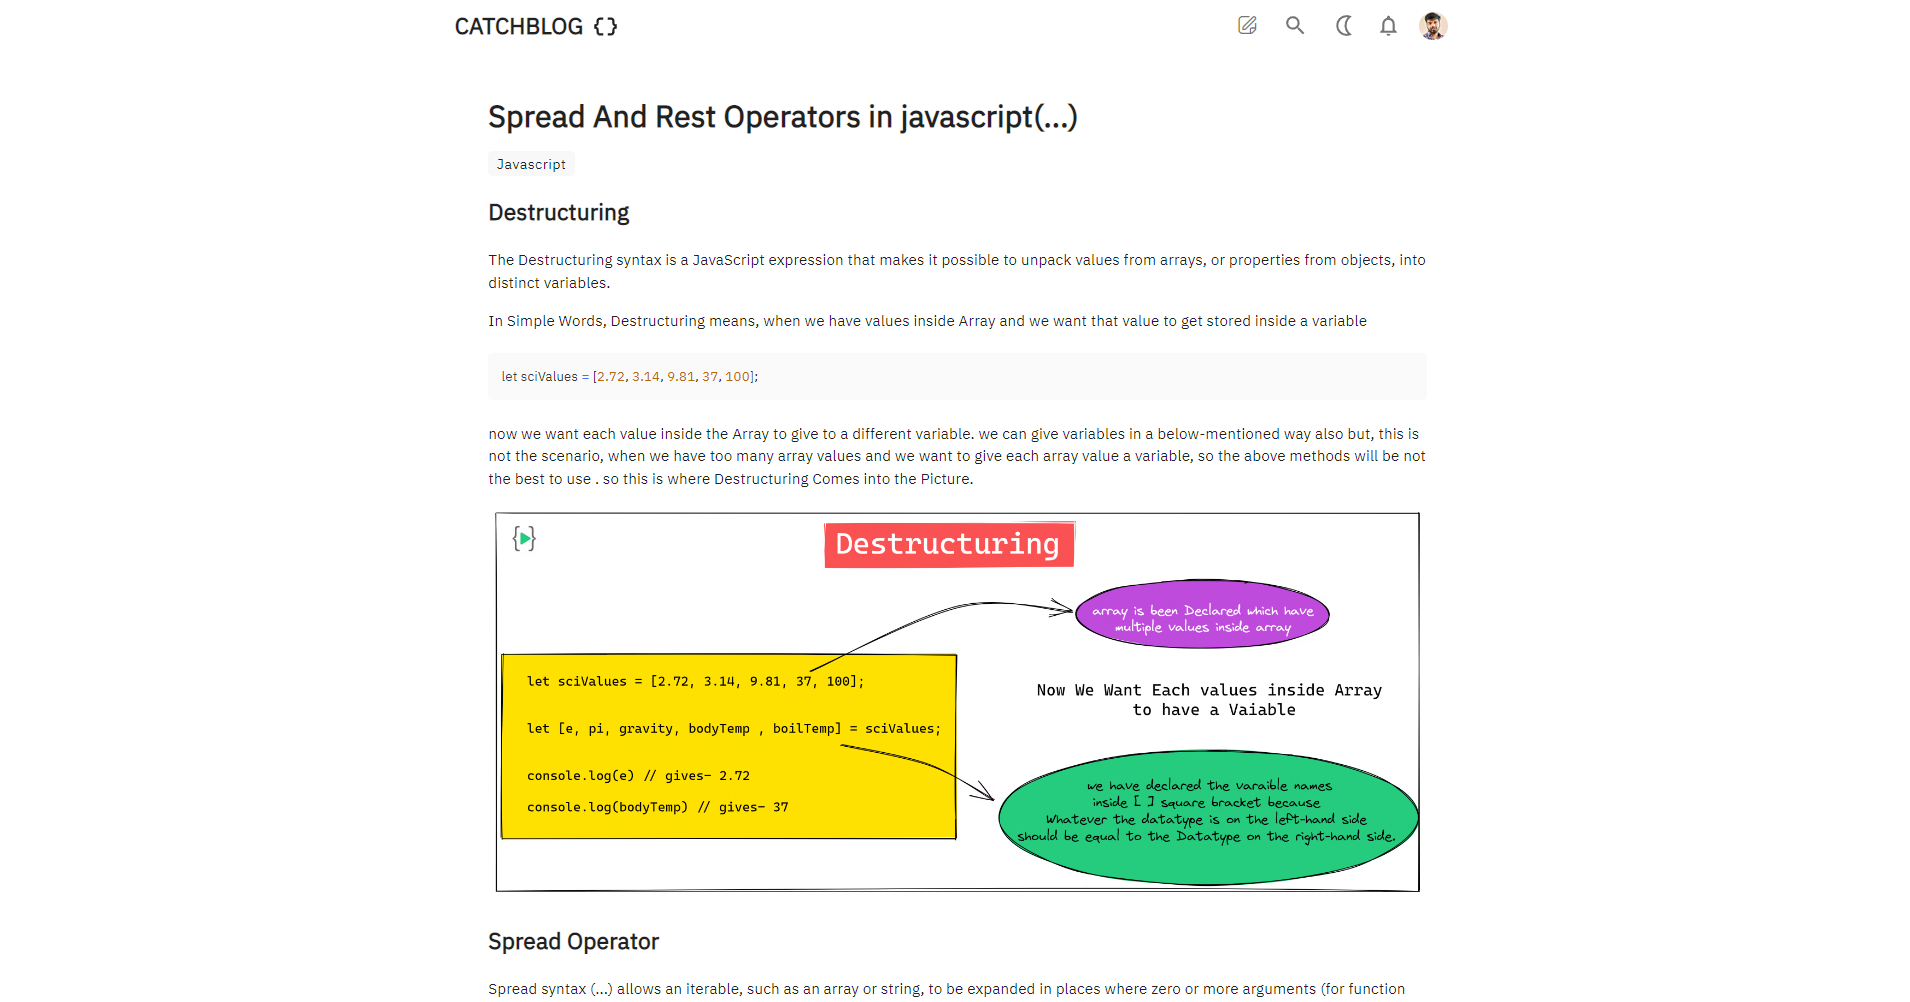 CATCHBLOG {}
Spread And Rest Operators in javascript(...)
Javascript
Destructuring
The Destructuring syntax is a JavaScript expression that makes it possible to unpack values from arrays, or properties from objects, into
distinct variables.
In Simple Words, Destructuring means, when we have values inside Array and we want that value to get stored inside a variable
let sciValues = [2.72, 3.14, 9.81, 37, 100];
now we want each value inside the Array to give to a different variable. we can give variables in a below-mentioned way also but, this is
not the scenario, when we have too many array values and we want to give each array value a variable, so the above methods will be not
the best to use . so this is where Destructuring Comes into the Picture.
Destructuring
array is been Declared which have
multiple values inside array
let sciValues = [2.72, 3.14, 9.81, 37, 100];
let [e, pi, gravity, bodyTemp , boilTemp] = sciValues;
console.log(e) // gives- 2.72
console.log(bodyTemp) // gives- 37
Now We Want Each values inside Array
to have a Vaiable
we have declared the varaible names
inside [ ] square bracket because
Whatever the datatype is on the left-hand side
should be equal to the Datatype on the right-hand side.
Spread Operator
Spread syntax (...) allows an iterable, such as an array or string, to be expanded in places where zero or more arguments (for function